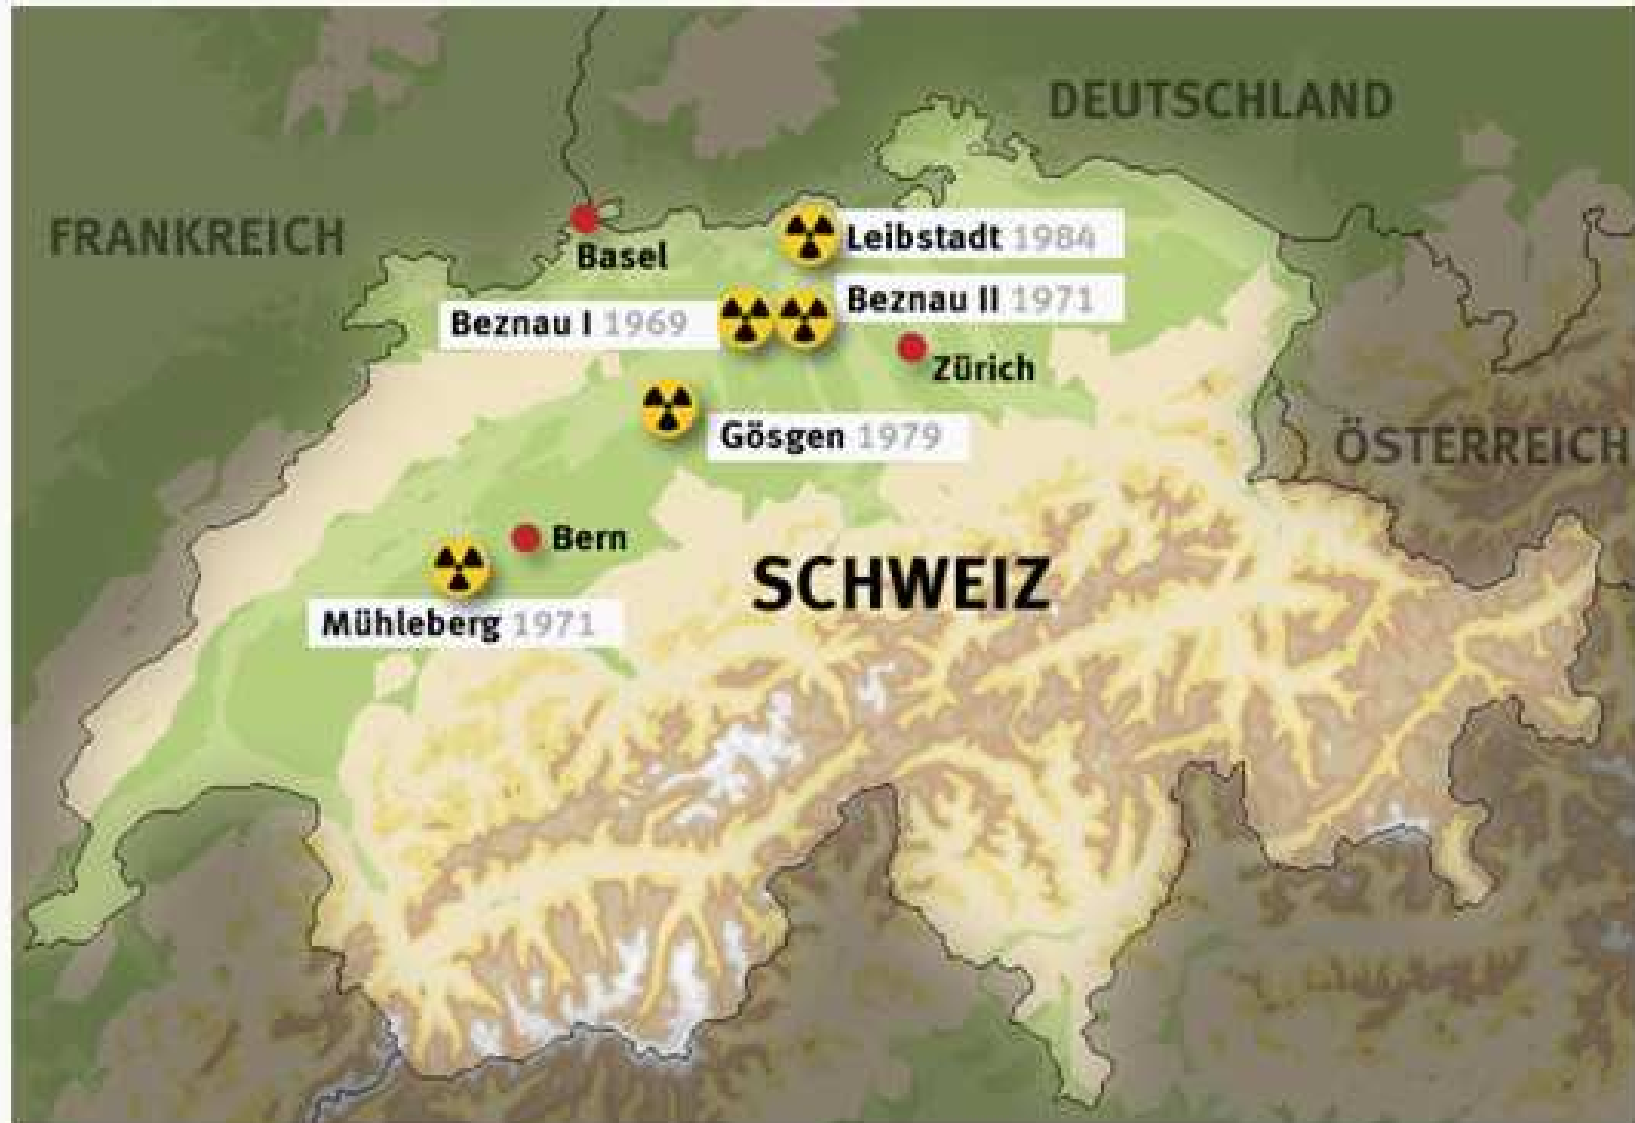 DEUTSCHLAND
FRANKREICH
Basel
Leibstadt 1984
Beznau II 1971
Beznau I 1969
Zürich
Gösgen 1979
ÖSTERREICH
Bern
SCHWEIZ
Mühleberg 1971